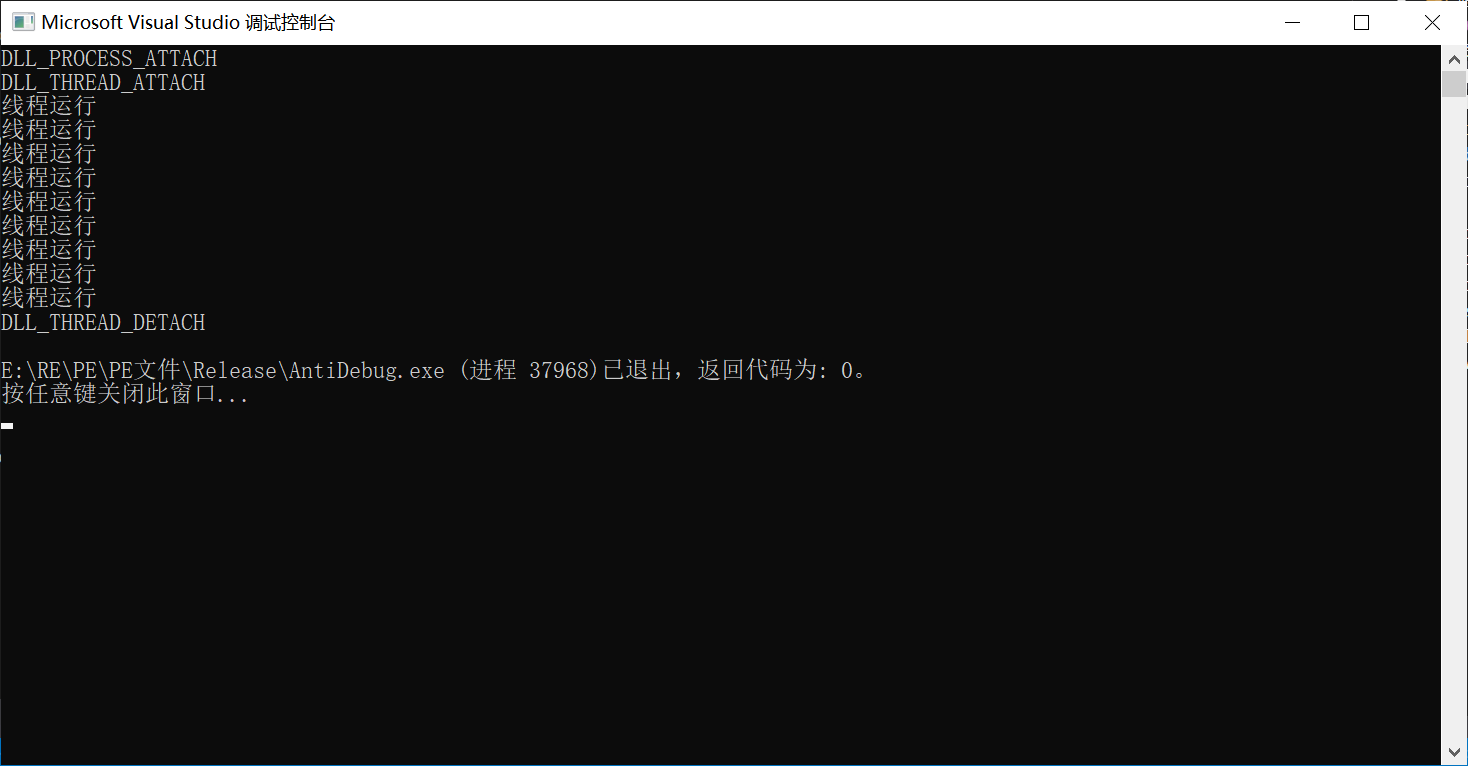 Microsoft Visual Studio 调试控制台
DLL_PROCESS_ATTACH
DLL_THREAD_ATTACH
线程运行
线程运行
线程运行
线程运行
线程运行
线程运行
线程运行
线程运行
线程运行
DLL_THREAD_DETACH
E:\RE\PE\PE文件\Release\AntiDebug.exe (进程 37968)已退出，返回代码为: 0。
按任意键关闭此窗口...